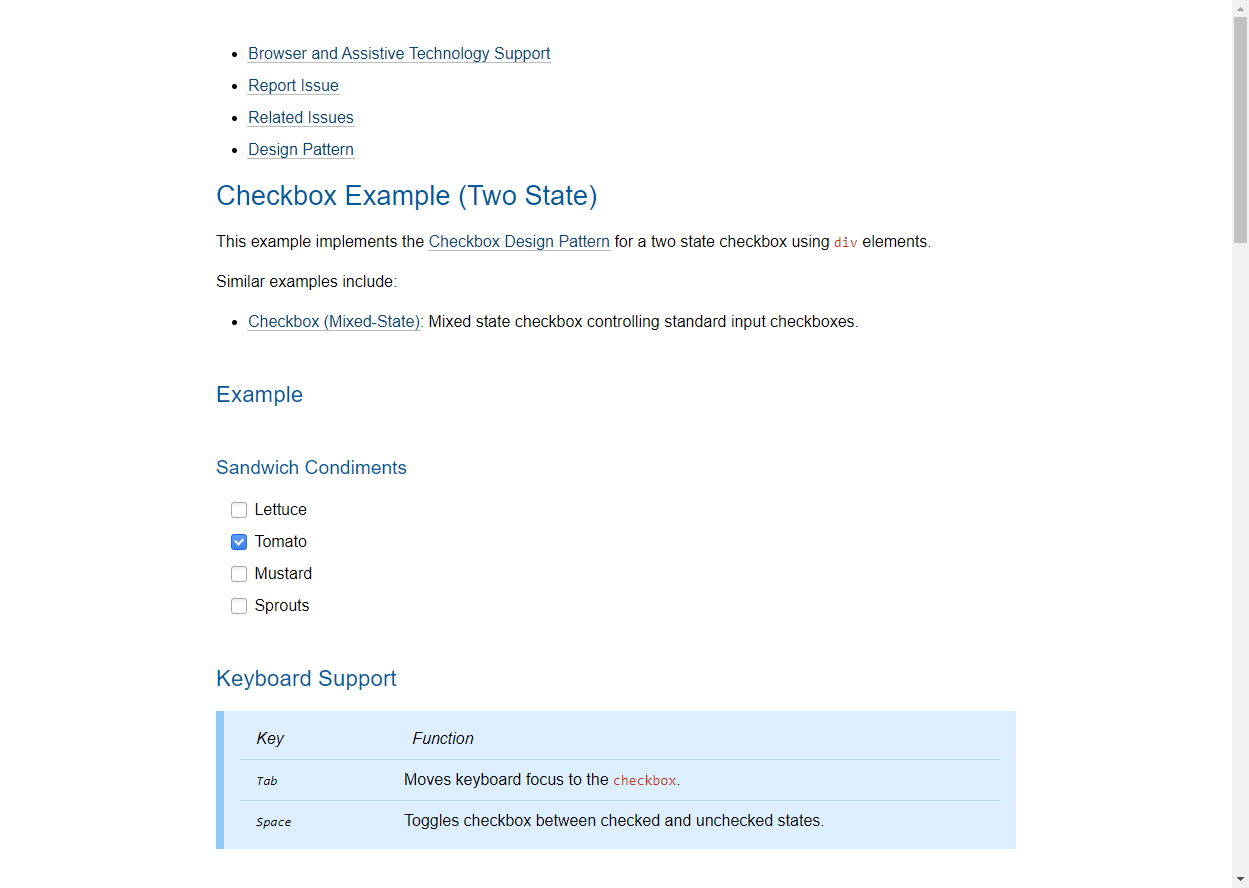 Browser and Assistive Technology Support
Report Issue
Related Issues
Design Pattern
Checkbox Example (Two State)
This example implements the Checkbox Design Pattern for a two state checkbox using div elements.
Similar examples include:
Checkbox (Mixed-State): Mixed state checkbox controlling standard input checkboxes.
Example
Sandwich Condiments
Lettuce
Tomato
Mustard
Sprouts
Keyboard Support
Key Function
Tab Moves keyboard focus to the checkbox.
Space Toggles checkbox between checked and unchecked states.